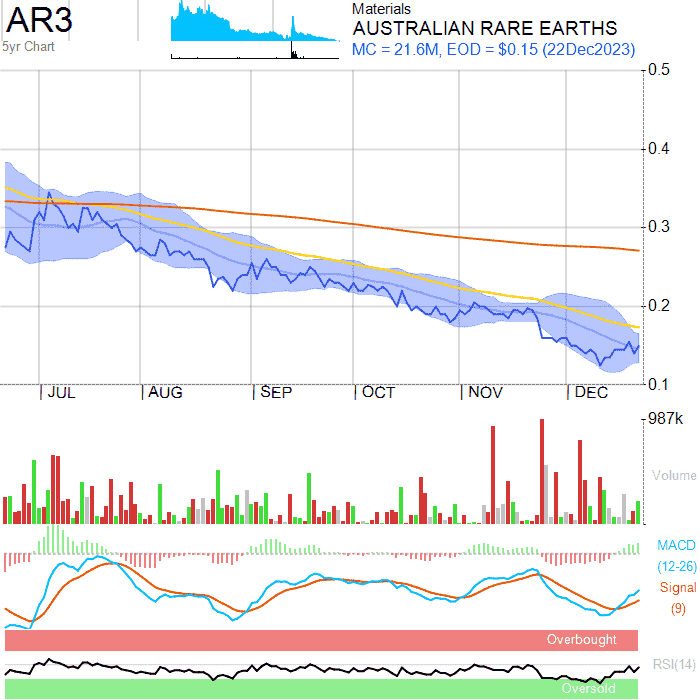 AR3
5yr Chart
Materials
AUSTRALIAN RARE EARTHS
MC = 21.6M, EOD = $0.15 (22Dec2023)
0.5
0.4
0.3
0.2
0.1
JUL AUG SEP OCT NOV DEC
987k
Volume
MACD
(12-26)
Signal
(9)
Overbought
RSI(14)
Oversold